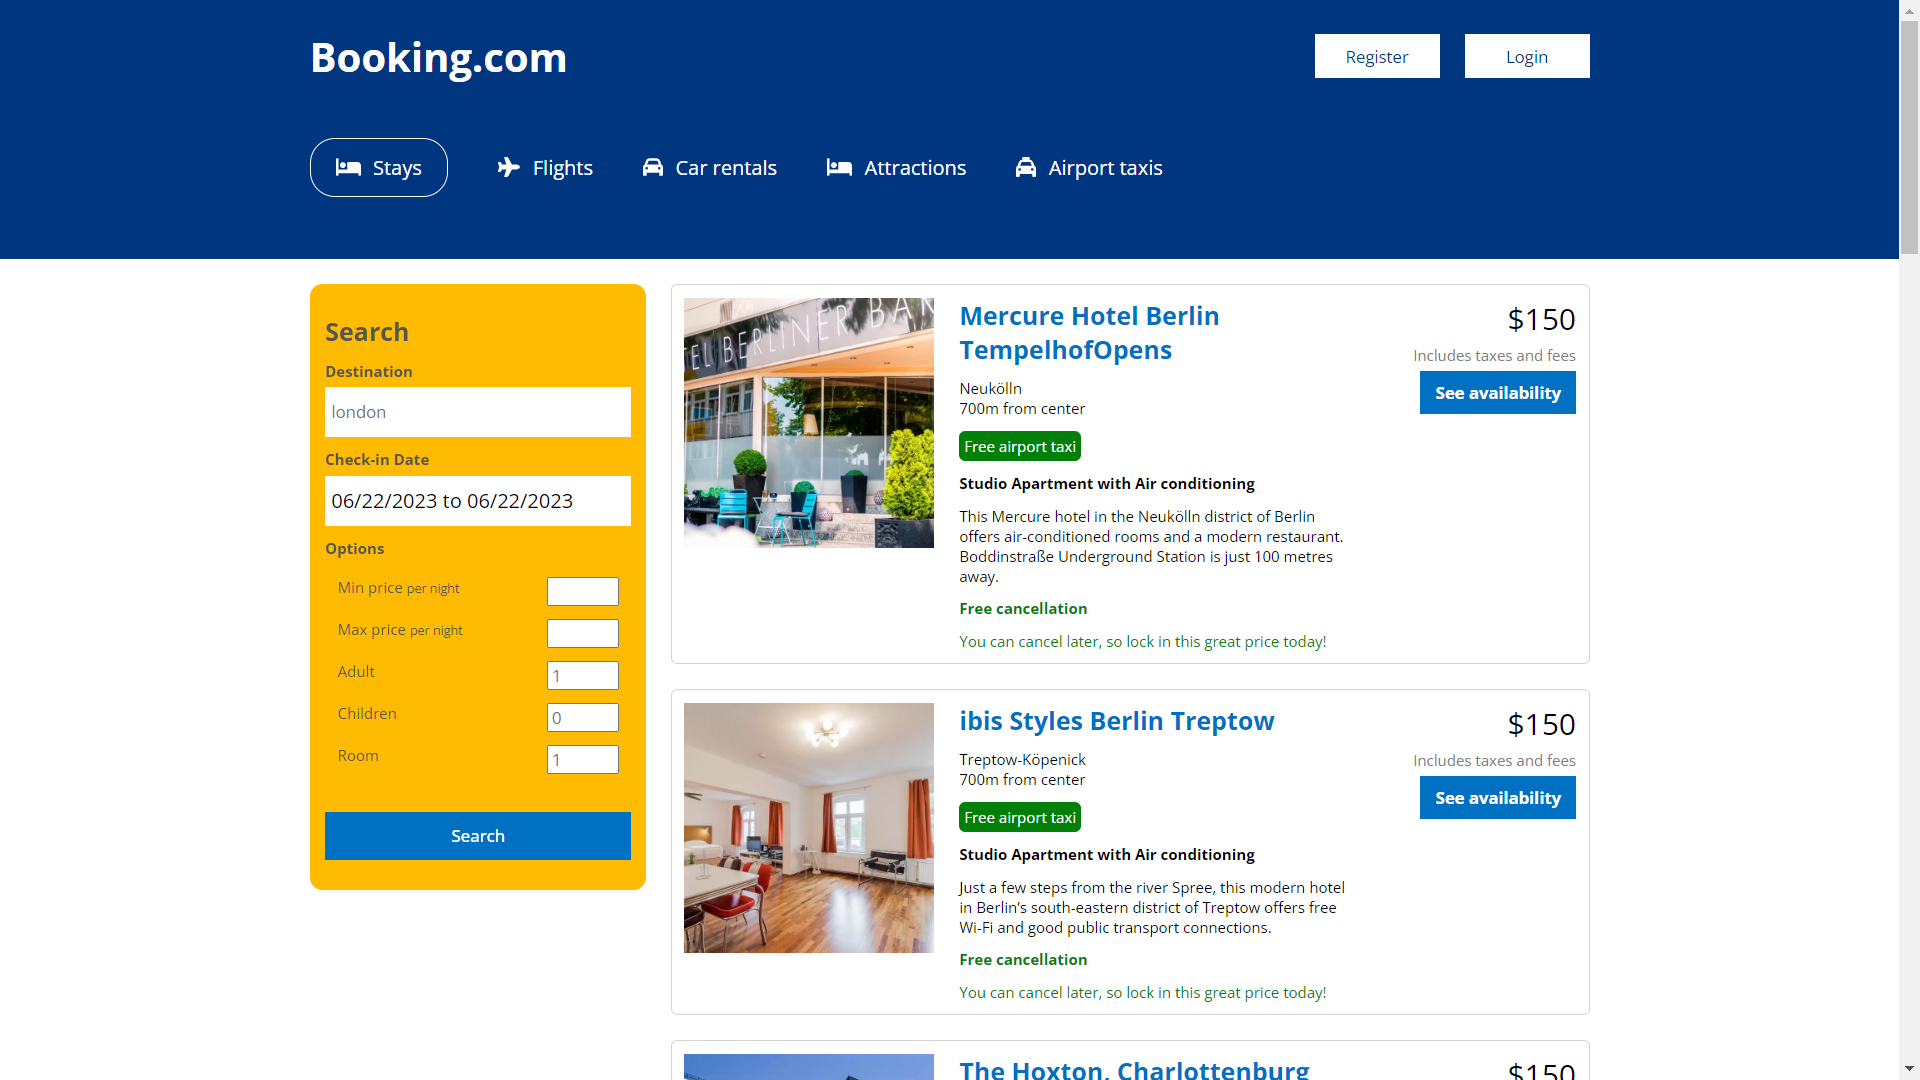 Booking.com
Register
Login
Stays
Flights
Car rentals
Attractions
Airport taxis
Search
Destination
london
Check-in Date
06/22/2023 to 06/22/2023
Options
Min price per night
Max price per night
Adult
1
Children
0
Room
1
Search
TEL BERLINER BAN
Mercure Hotel Berlin
TempelhofOpens
Neukölln
700m from center
Free airport taxi
Studio Apartment with Air conditioning
This Mercure hotel in the Neukölln district of Berlin
offers air-conditioned rooms and a modern restaurant.
Boddinstraße Underground Station is just 100 metres
away.
Free cancellation
You can cancel later, so lock in this great price today!
$150
Includes taxes and fees
See availability
ibis Styles Berlin Treptow
Treptow-Köpenick
700m from center
Free airport taxi
Studio Apartment with Air conditioning
Just a few steps from the river Spree, this modern hotel
in Berlin’s south-eastern district of Treptow offers free
Wi-Fi and good public transport connections.
Free cancellation
You can cancel later, so lock in this great price today!
$150
Includes taxes and fees
See availability
The Hoxton, Charlottenburg
$150